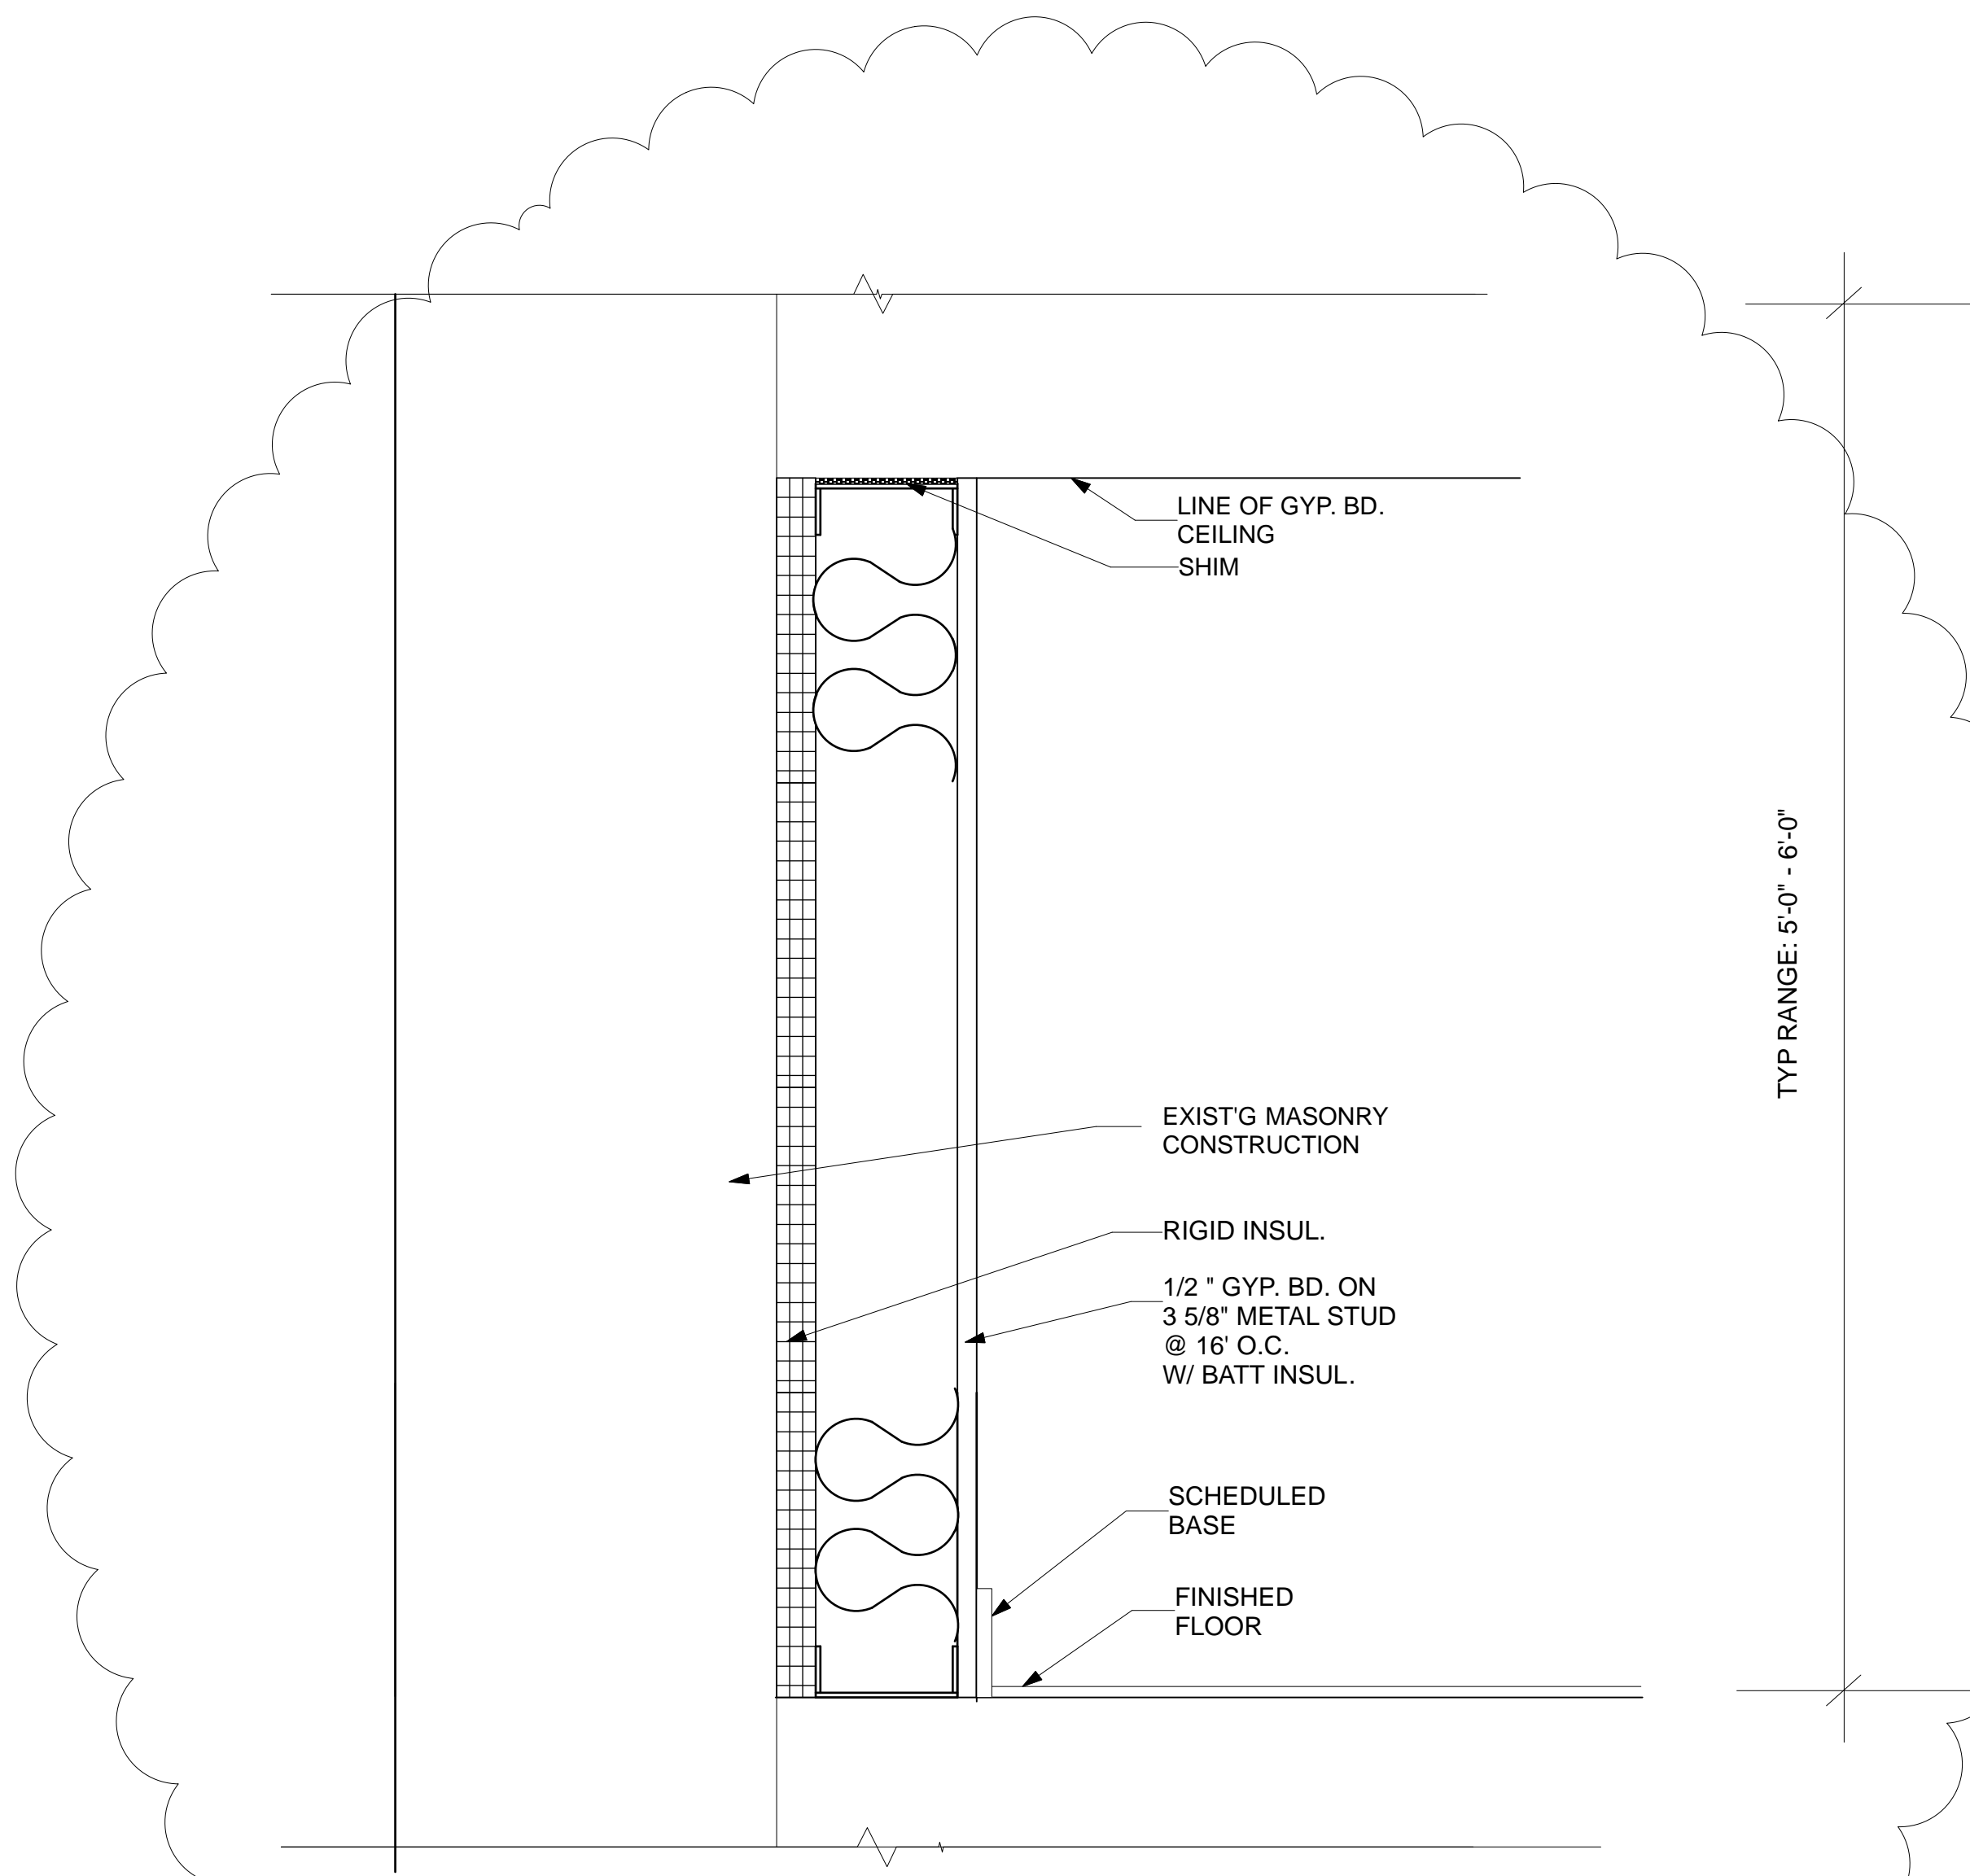 LINE OF GYP. BD.
CEILING
SHIM
TYP RANGE: 5'-0" - 6'-0"
EXIST'G MASONRY
CONSTRUCTION
RIGID INSUL.
1/2 " GYP. BD. ON
3 5/8" METAL STUD
@ 16' O.C.
W/ BATT INSUL.
SCHEDULED
BASE
FINISHED
FLOOR